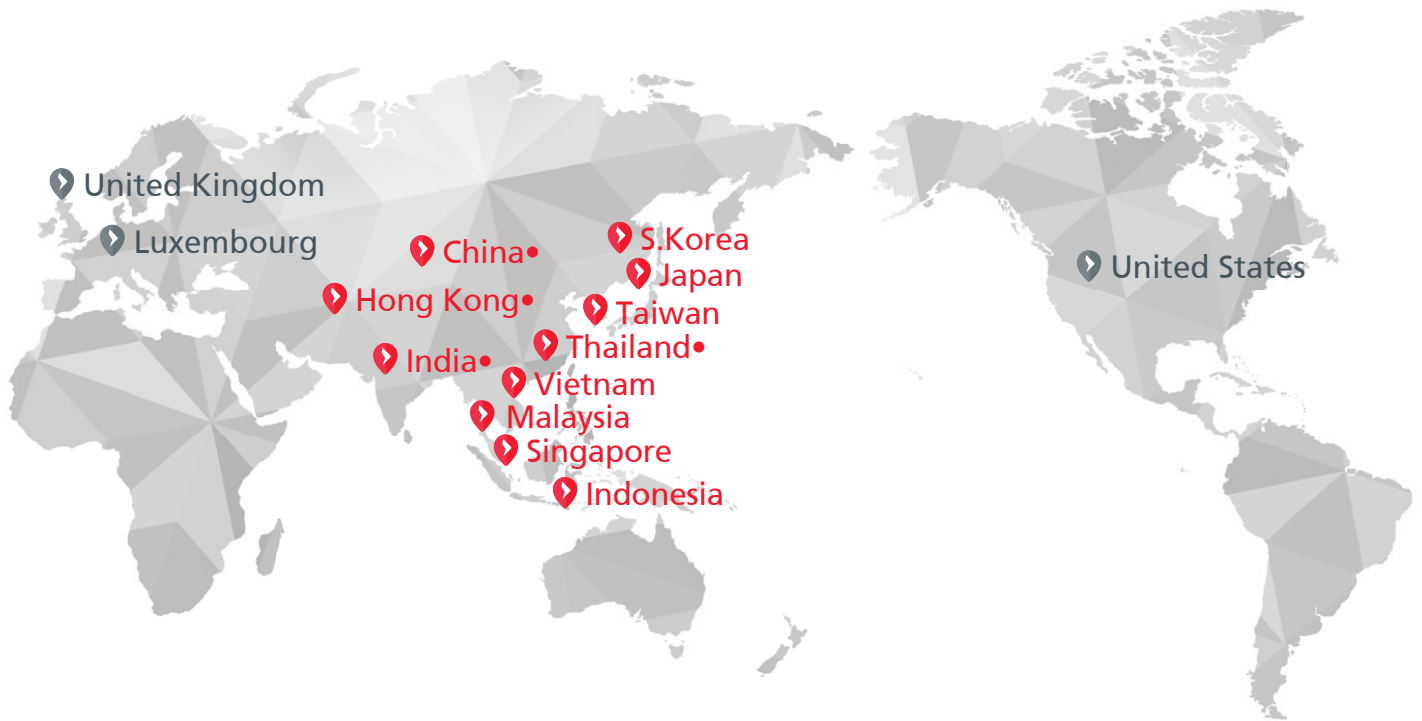 United Kingdom
Luxembourg
China•
S.Korea
Japan
United States
Hong Kong•
Taiwan
Thailand•
India•
Vietnam
Malaysia
Singapore
Indonesia